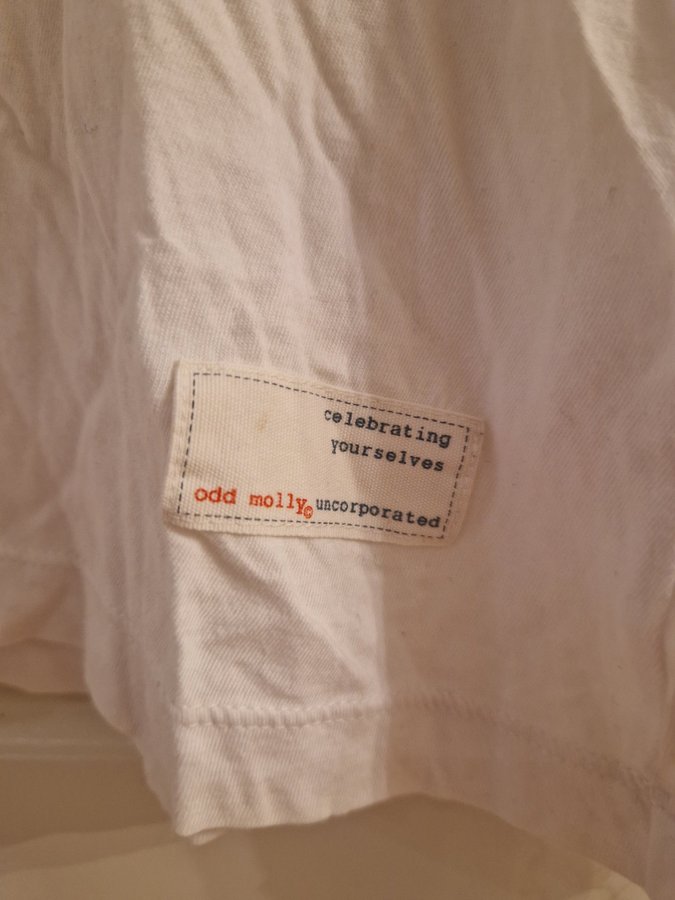 celebrating
yourselves
odd molly© uncorporated